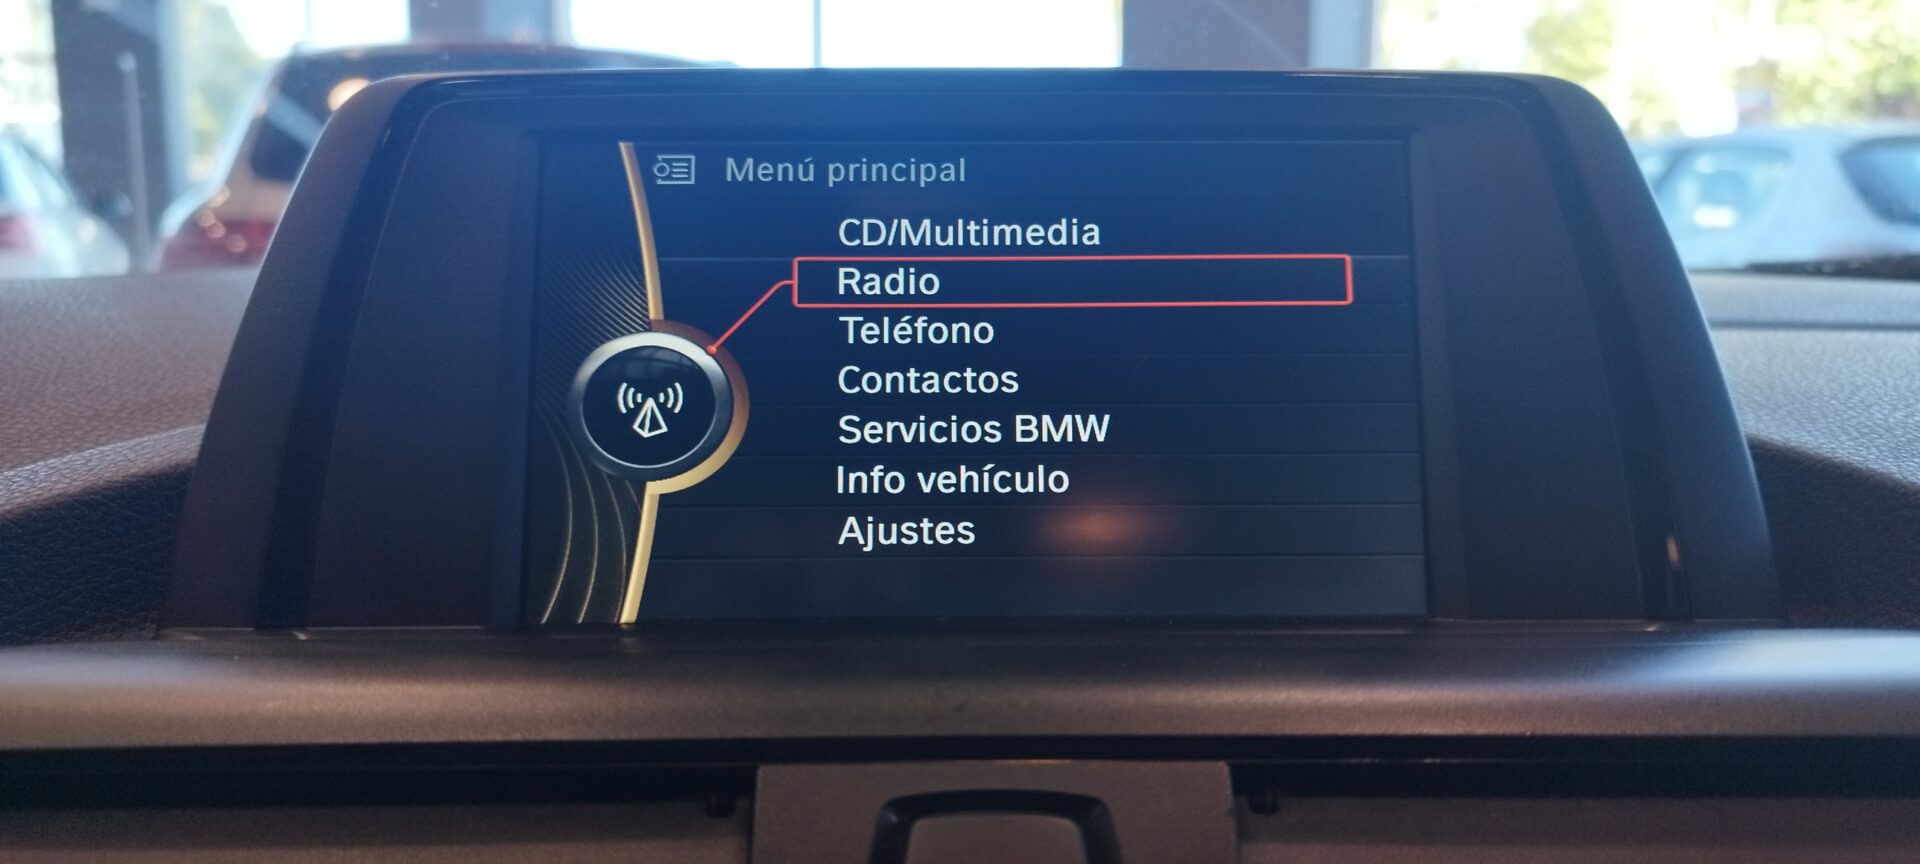 Menú principal
CD/Multimedia
Radio
Teléfono
Contactos
Servicios BMW
Info vehículo
Ajustes